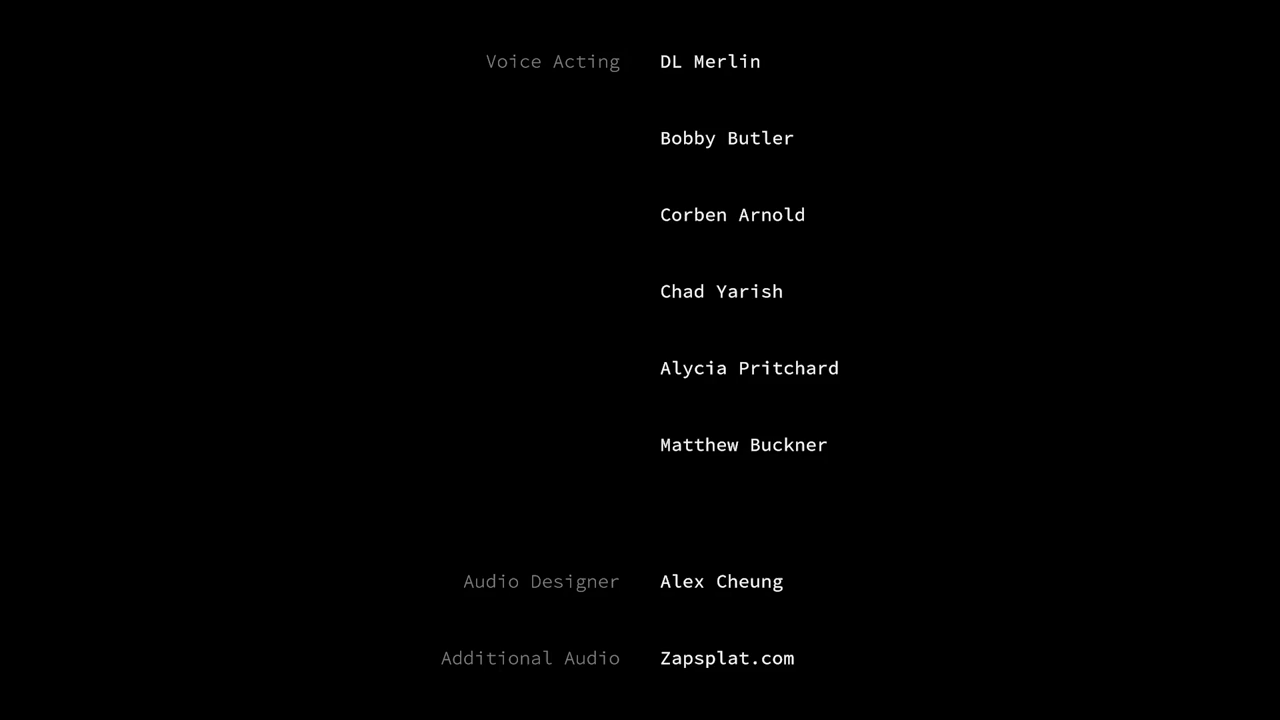 Voice Acting DL Merlin
Bobby Butler
Corben Arnold
Chad Yarish
Alycia Pritchard
Matthew Buckner
Audio Designer Alex Cheung
Additional Audio Zapsplat.com